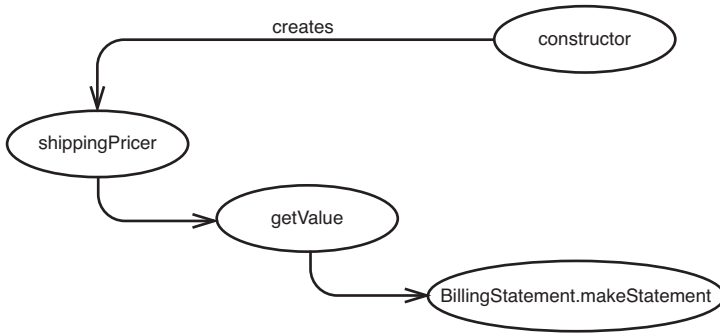 creates
constructor
shippingPricer
getValue
BillingStatement.makeStatement